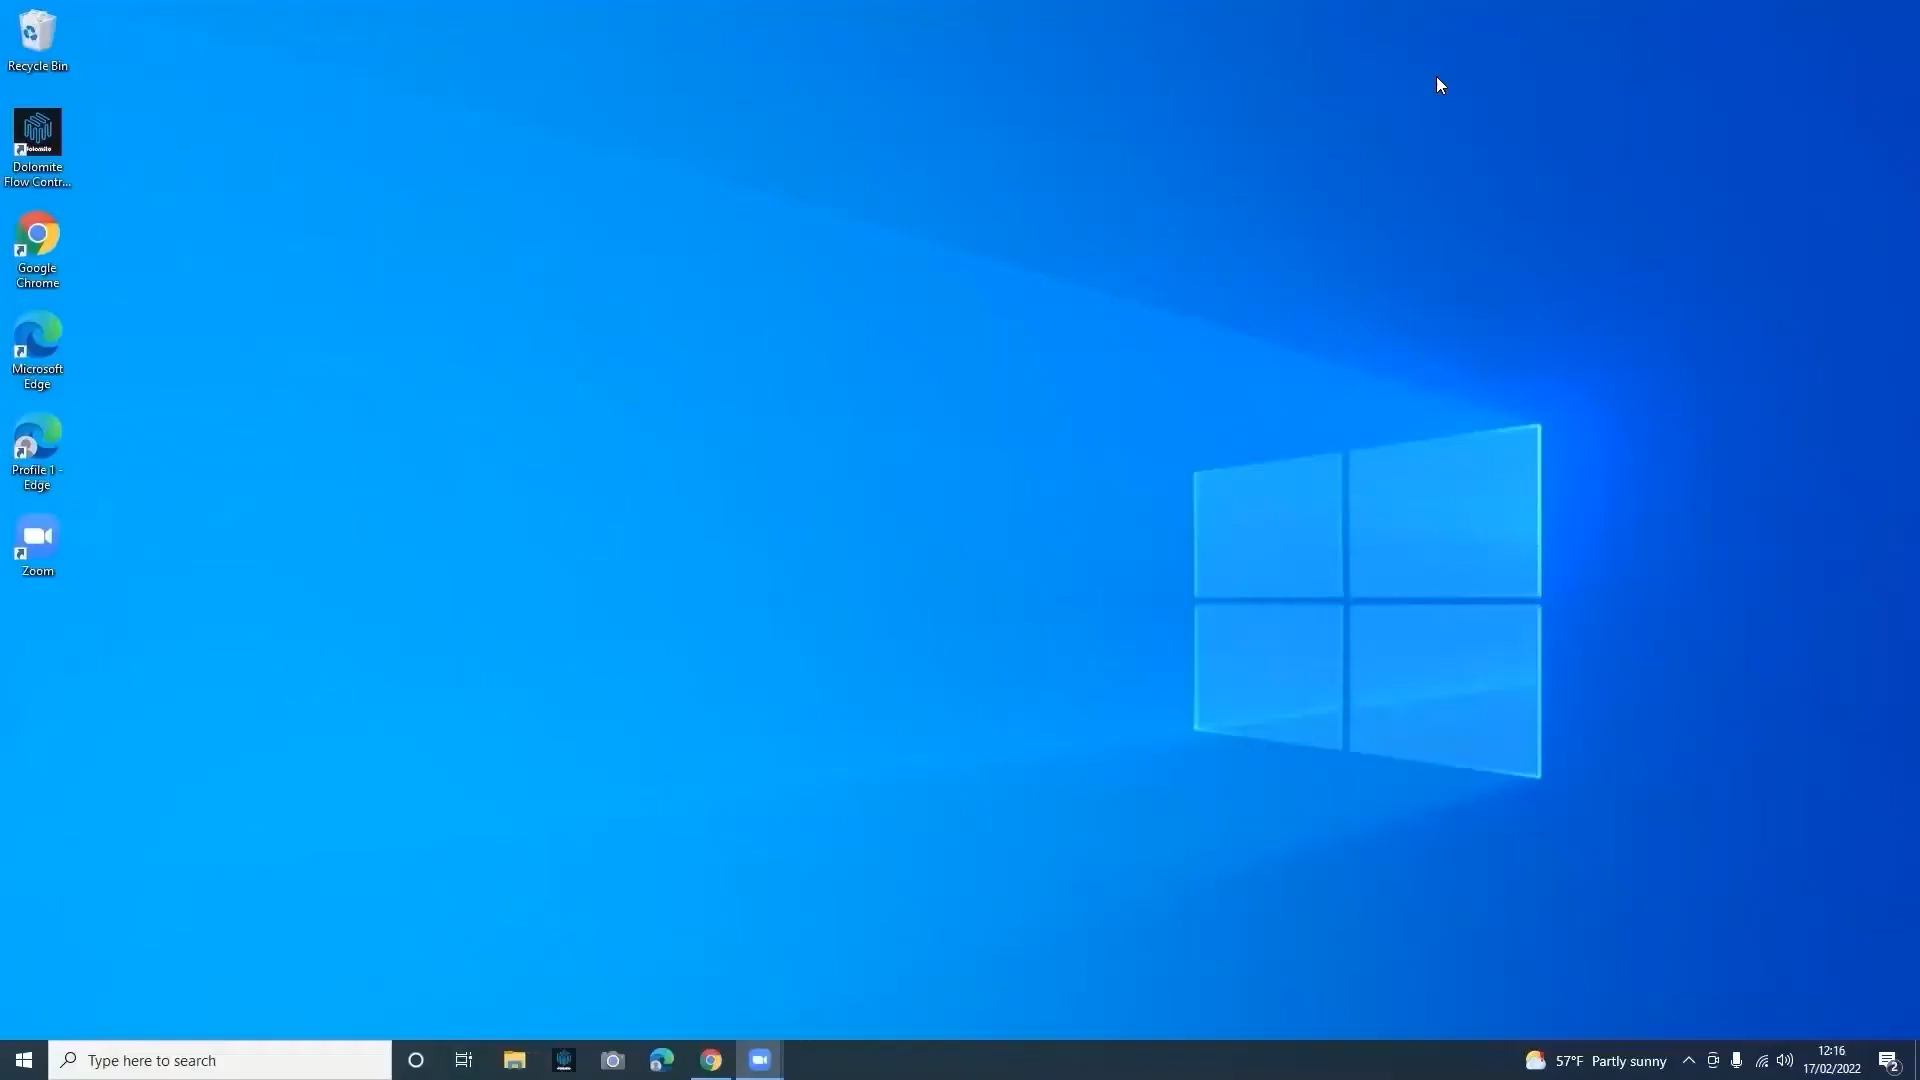 Recycle Bin
Dolomite
Flow Contr...
Google
Chrome
Microsoft
Edge
Profile 1 -
Edge
Zoom
Type here to search
57°F Partly sunny
12:16
17/02/2022
2